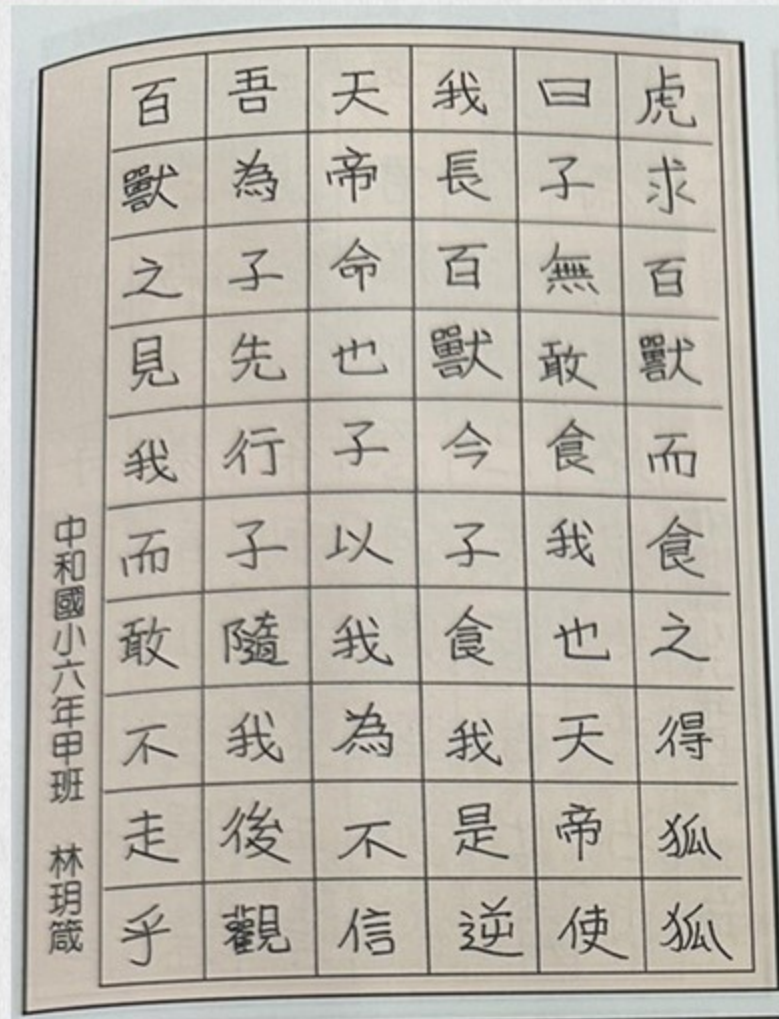 虎求百獸而食之得狐狐
曰子無敢食我也天帝使
我長百獸今子食我是逆
天帝命也子以我為不信
吾為子先行子隨我後觀
百獸之見我而敢不走乎
中和國小六年甲班 林玥箴